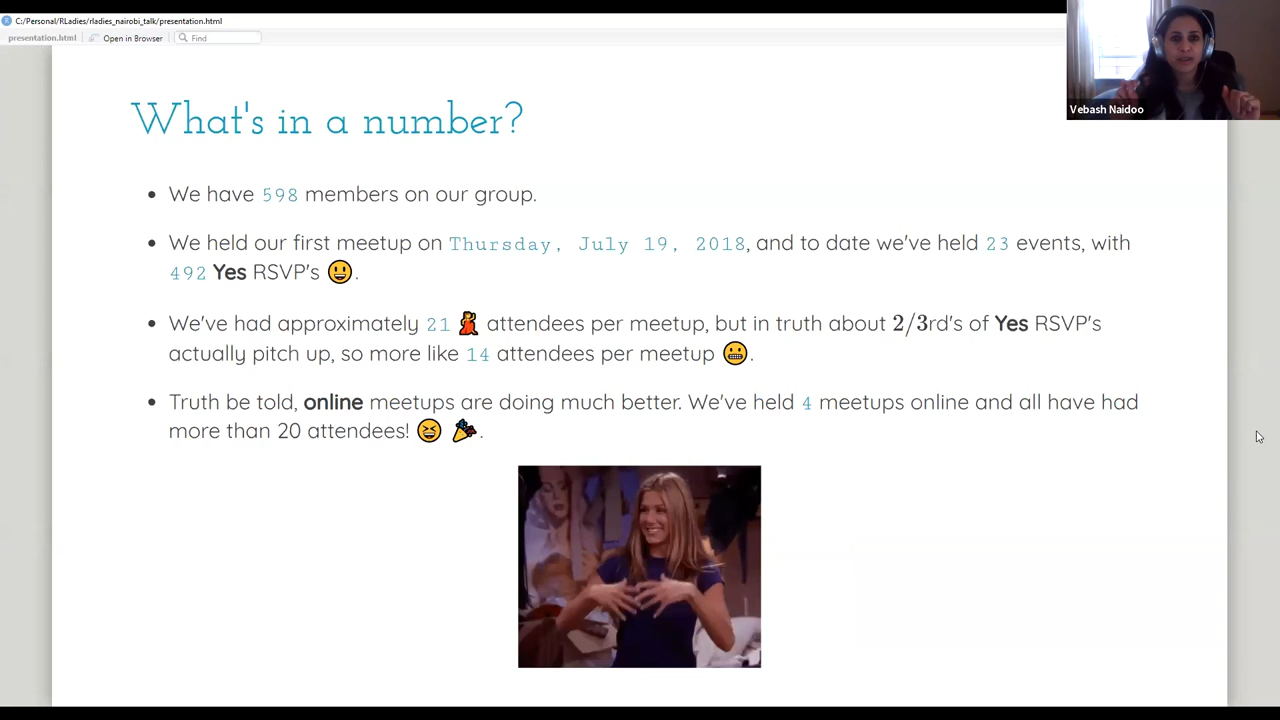 C:/Personal/RLadies/rladies_nairobi_talk/presentation.html
presentation.html Open in Browser Find
Vebash Naidoo
What's in a number?
• We have 598 members on our group.
• We held our first meetup on Thursday, July 19, 2018, and to date we've held 23 events, with
492 Yes RSVP's 😃.
• We've had approximately 21 💃 attendees per meetup, but in truth about 2/3rd's of Yes RSVP's
actually pitch up, so more like 14 attendees per meetup 😬.
• Truth be told, online meetups are doing much better. We've held 4 meetups online and all have had
more than 20 attendees! 😆 🎉.